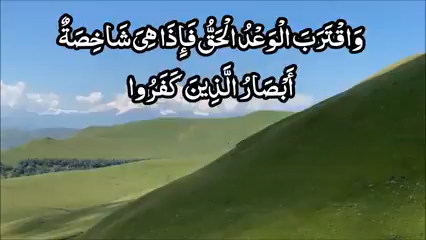 وَاقْتَرَبَ الْوَعْدُ الْحَقُّ فَإِذَا هِيَ شَاخِصَةٌ
أَبْصَارُ الَّذِينَ كَفَرُوا